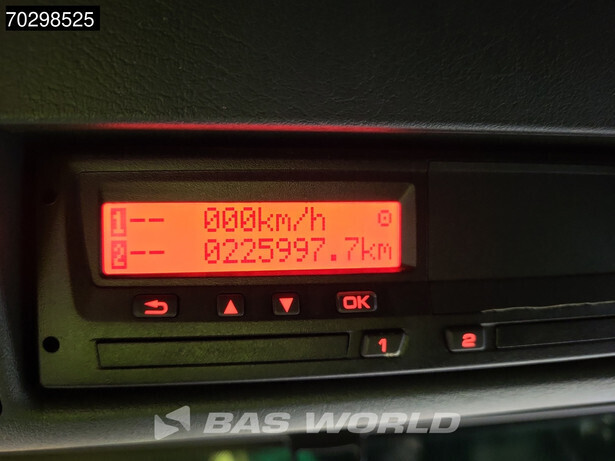 70298525
1-- 000km/h
2-- 0225997.7km
OK
1 2
BAS WORLD